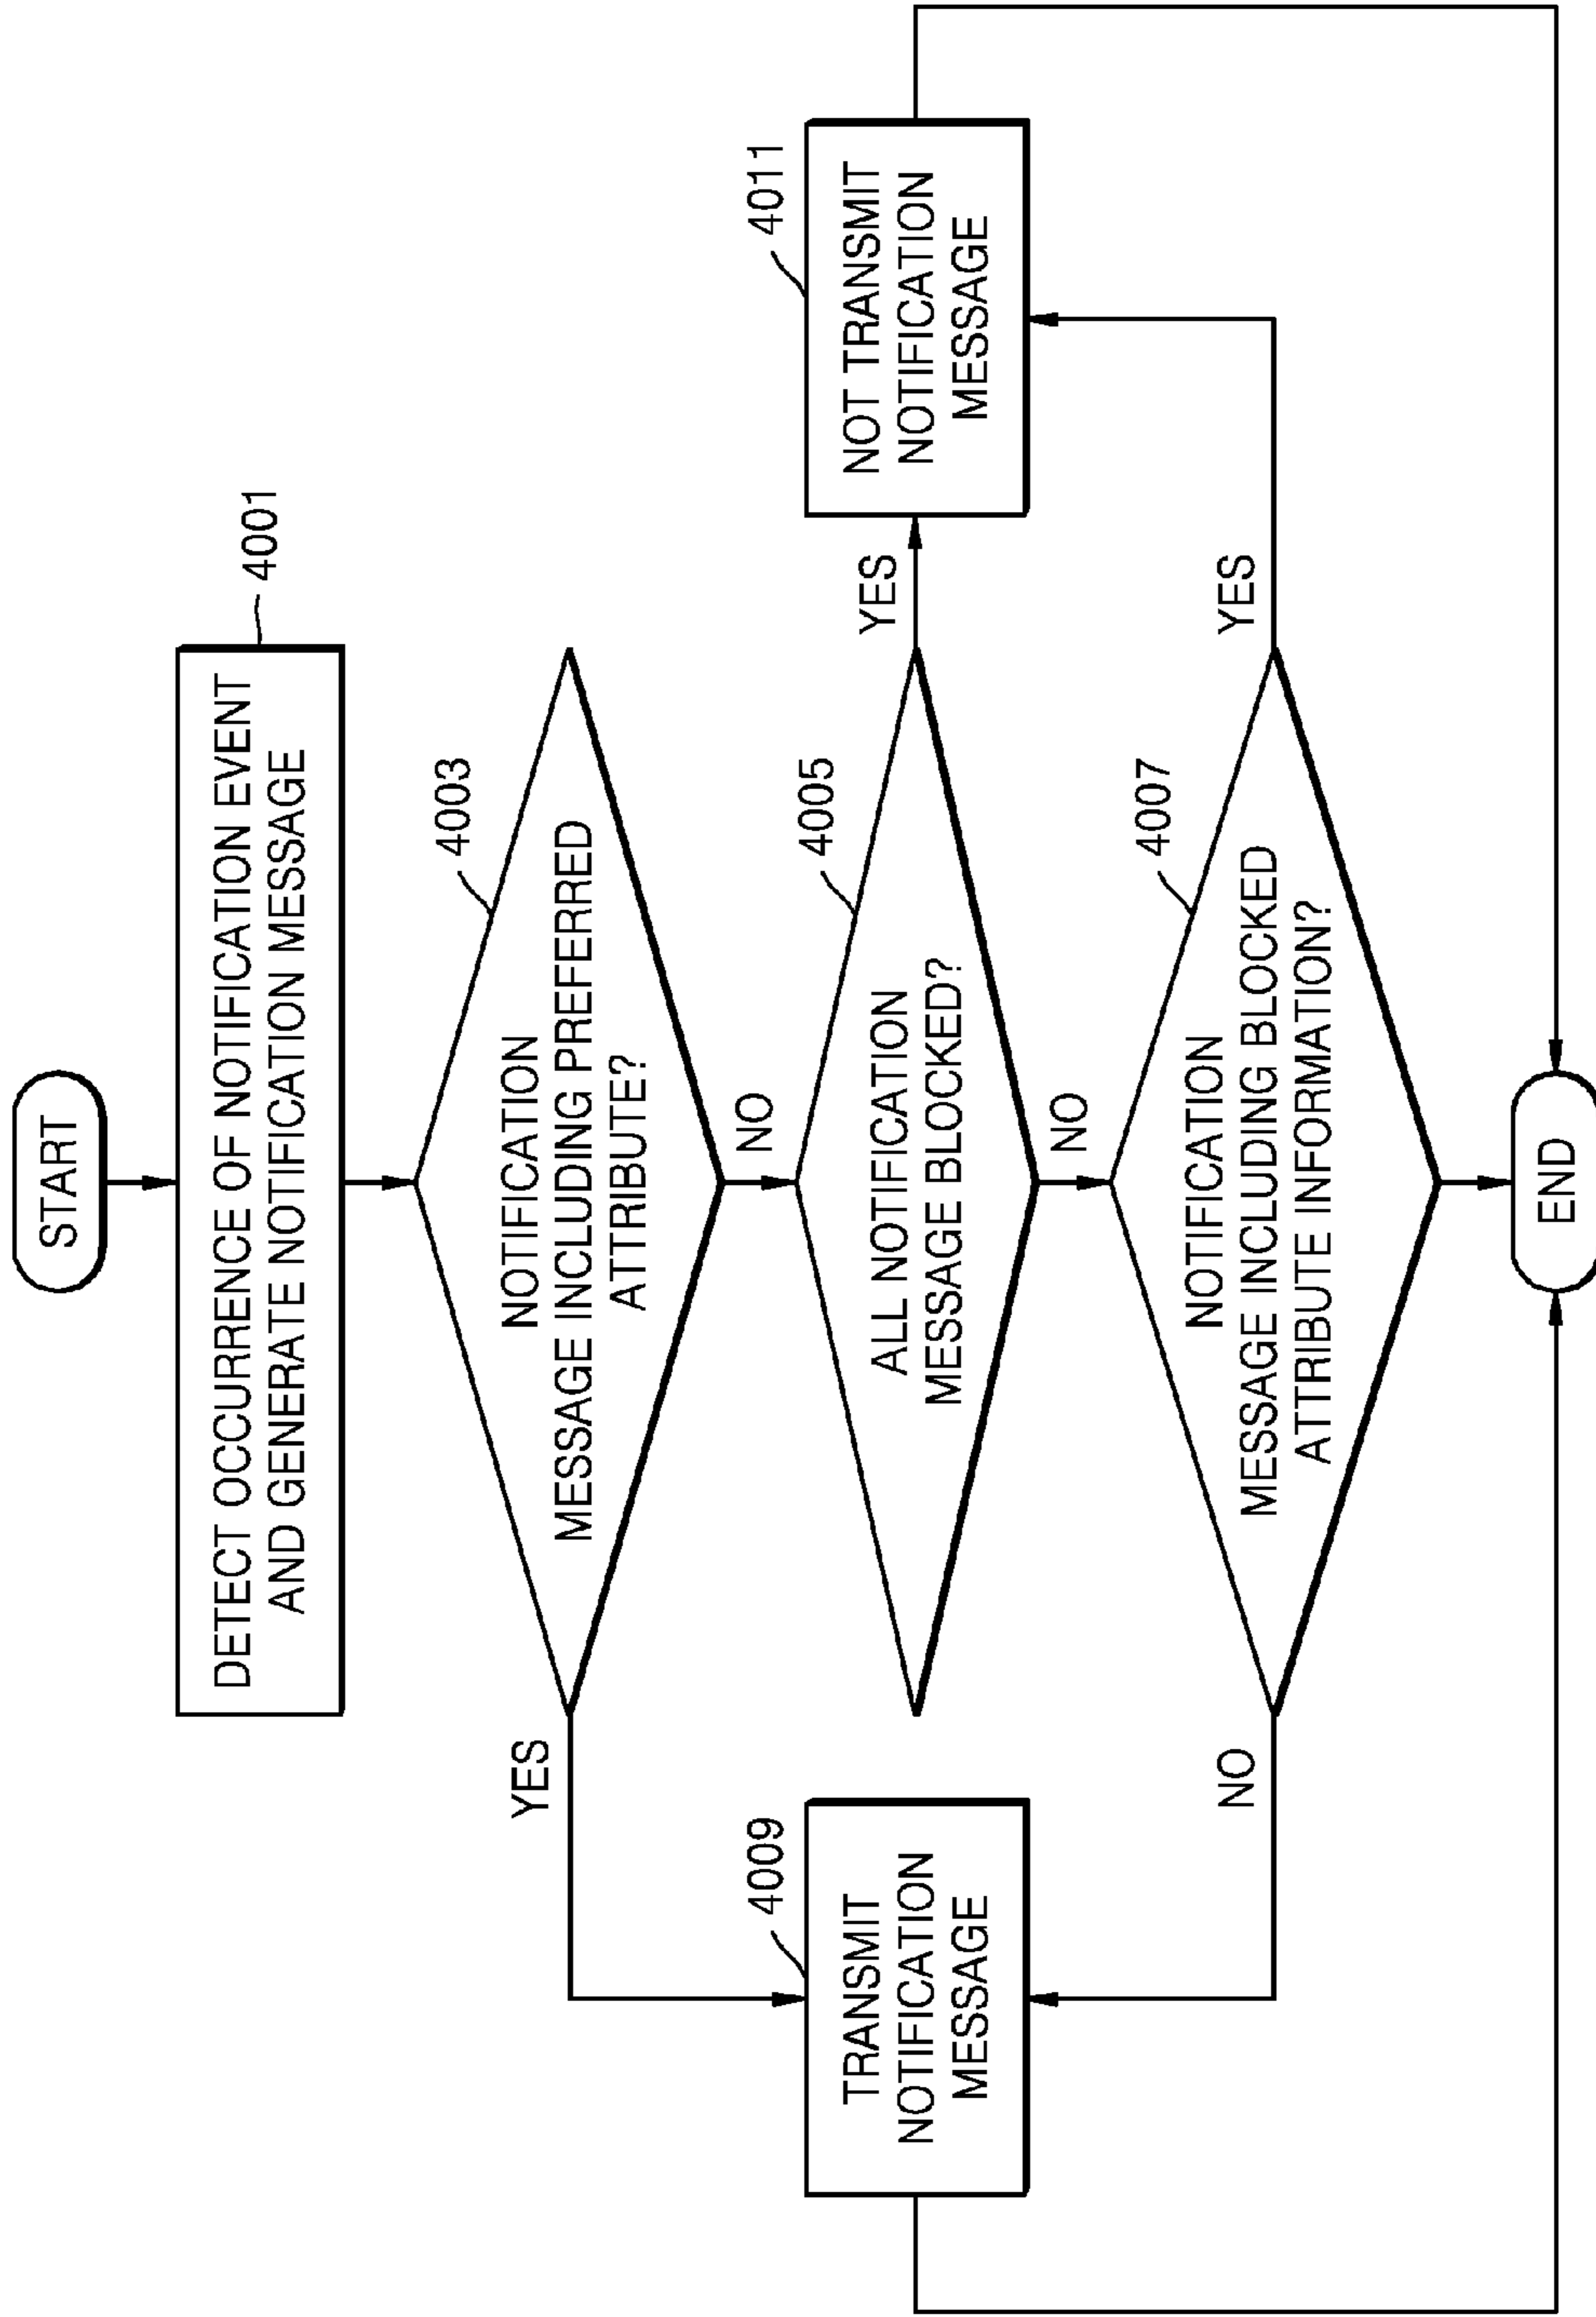 START
4001
DETECT OCCURRENCE OF NOTIFICATION EVENT
AND GENERATE NOTIFICATION MESSAGE
4003
NOTIFICATION
MESSAGE INCLUDING PREFERRED
ATTRIBUTE?
YES
NO
4009
TRANSMIT
NOTIFICATION
MESSAGE
4005
ALL NOTIFICATION
MESSAGE BLOCKED?
YES
4011
NOT TRANSMIT
NOTIFICATION
MESSAGE
NO
4007
NOTIFICATION
MESSAGE INCLUDING BLOCKED
ATTRIBUTE INFORMATION?
NO
YES
END